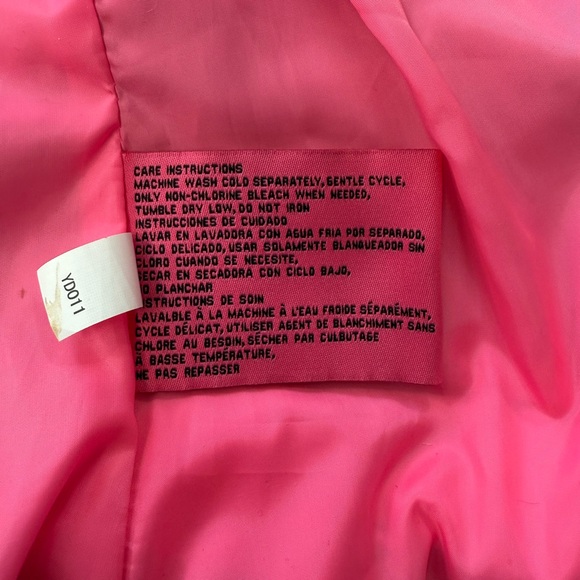 CARE INSTRUCTIONS
MACHINE WASH COLD SEPARATELY, GENTLE CYCLE,
ONLY NON-CHLORINE BLEACH WHEN NEEDED,
TUMBLE DRY LOW, DO NOT IRON
INSTRUCCIONES DE CUIDADO
LAVAR EN LAVADORA CON AGUA FRIA POR SEPARADO,
CICLO DELICADO, USAR SOLAMENTE BLANQUEADOR SIN
CLORO CUANDO SE NECESITE,
SECAR EN SECADORA CON CICLO BAJO,
NO PLANCHAR
INSTRUCTIONS DE SOIN
LAVALBLE À LA MACHINE À L'EAU FROIDE SÉPARÉMENT,
CYCLE DÉLICAT, UTILISER AGENT DE BLANCHIMENT SANS
CHLORE AU BESOIN, SÉCHER PAR CULBUTAGE
À BASSE TEMPÉRATURE,
NE PAS REPASSER
YD011